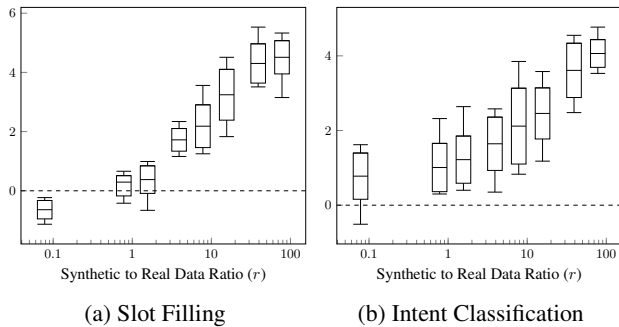 6
4
2
0
0.1 1 10 100
Synthetic to Real Data Ratio (r)
(a) Slot Filling
4
2
0
0.1 1 10 100
Synthetic to Real Data Ratio (r)
(b) Intent Classification